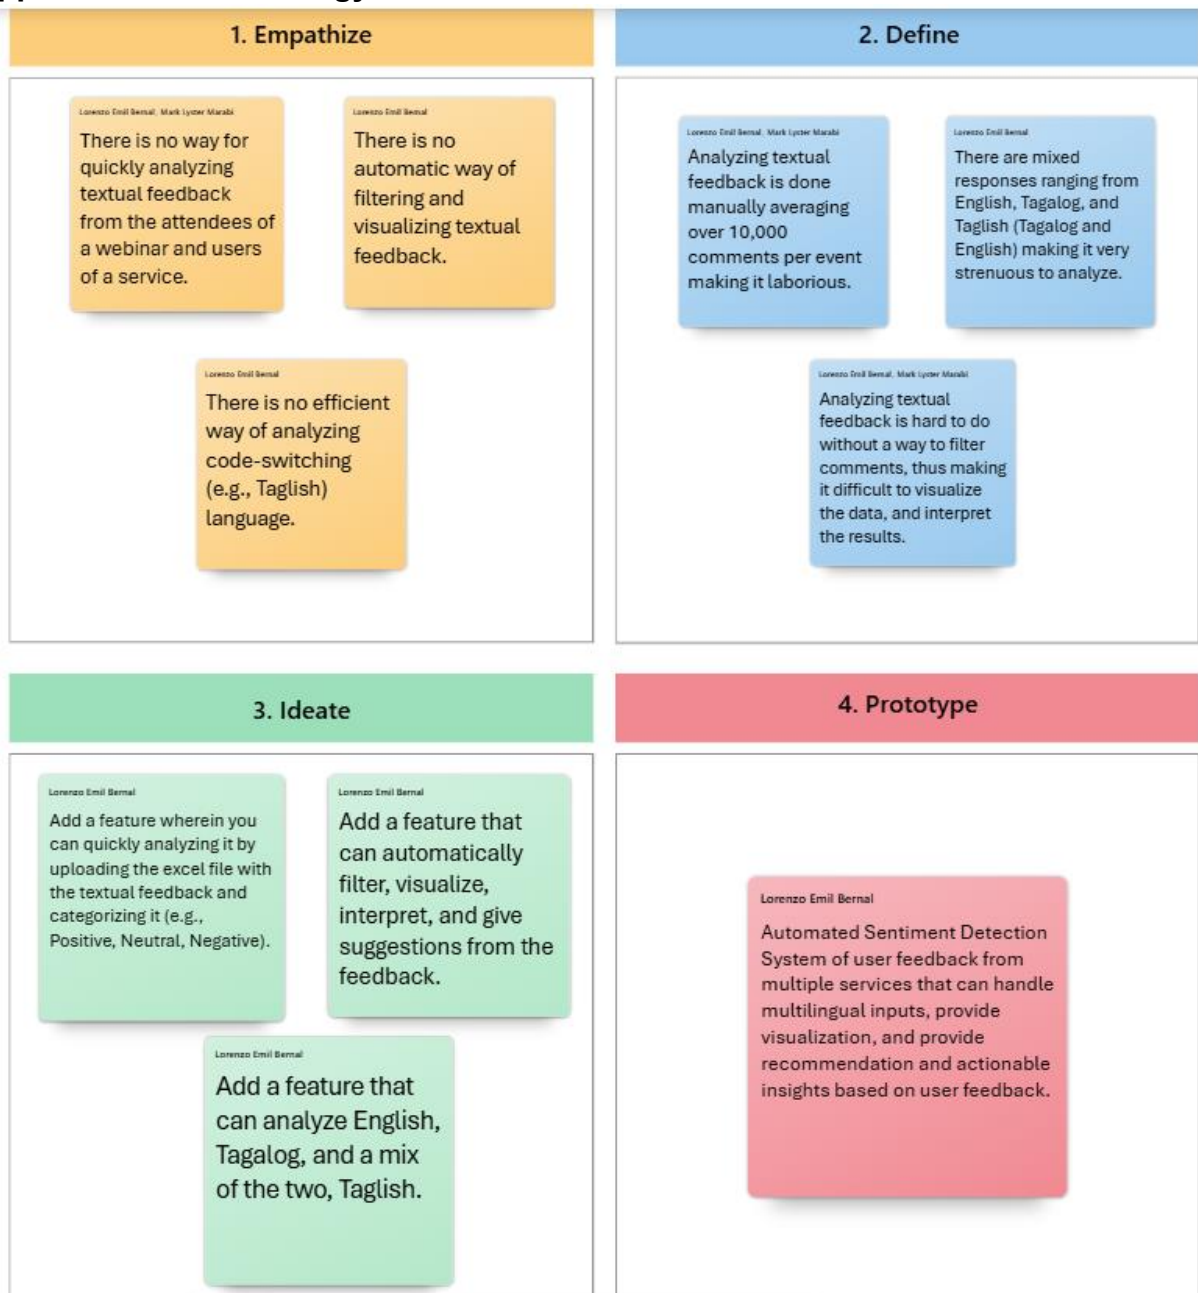 1. Empathize
Lorenzo Emil Bernal, Mark Lyster Marabi
There is no way for
quickly analyzing
textual feedback
from the attendees of
a webinar and users
of a service.
Lorenzo Emil Bernal
There is no
automatic way of
filtering and
visualizing textual
feedback.
Lorenzo Emil Bernal
There is no efficient
way of analyzing
code-switching
(e.g., Taglish)
language.
2. Define
Lorenzo Emil Bernal, Mark Lyster Marabi
Analyzing textual
feedback is done
manually averaging
over 10,000
comments per event
making it laborious.
Lorenzo Emil Bernal
There are mixed
responses ranging from
English, Tagalog, and
Taglish (Tagalog and
English) making it very
strenuous to analyze.
Lorenzo Emil Bernal, Mark Lyster Marabi
Analyzing textual
feedback is hard to do
without a way to filter
comments, thus making
it difficult to visualize
the data, and interpret
the results.
3. Ideate
Lorenzo Emil Bernal
Add a feature wherein you
can quickly analyzing it by
uploading the excel file with
the textual feedback and
categorizing it (e.g.,
Positive, Neutral, Negative).
Lorenzo Emil Bernal
Add a feature that
can automatically
filter, visualize,
interpret, and give
suggestions from the
feedback.
Lorenzo Emil Bernal
Add a feature that
can analyze English,
Tagalog, and a mix
of the two, Taglish.
4. Prototype
Lorenzo Emil Bernal
Automated Sentiment Detection
System of user feedback from
multiple services that can handle
multilingual inputs, provide
visualization, and provide
recommendation and actionable
insights based on user feedback.